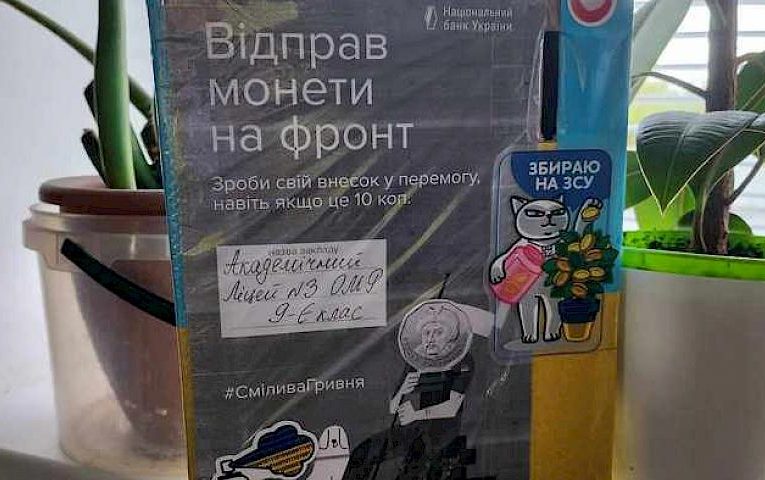 Національний
банк України
Відправ
монети
на фронт
Зроби свій внесок у перемогу,
навіть якщо це 10 коп.
ЗБИРАЮ
НА ЗСУ
назва закладу
Академічний
Ліцей №3 ОМР
9-Є клас
#СміливаГривня